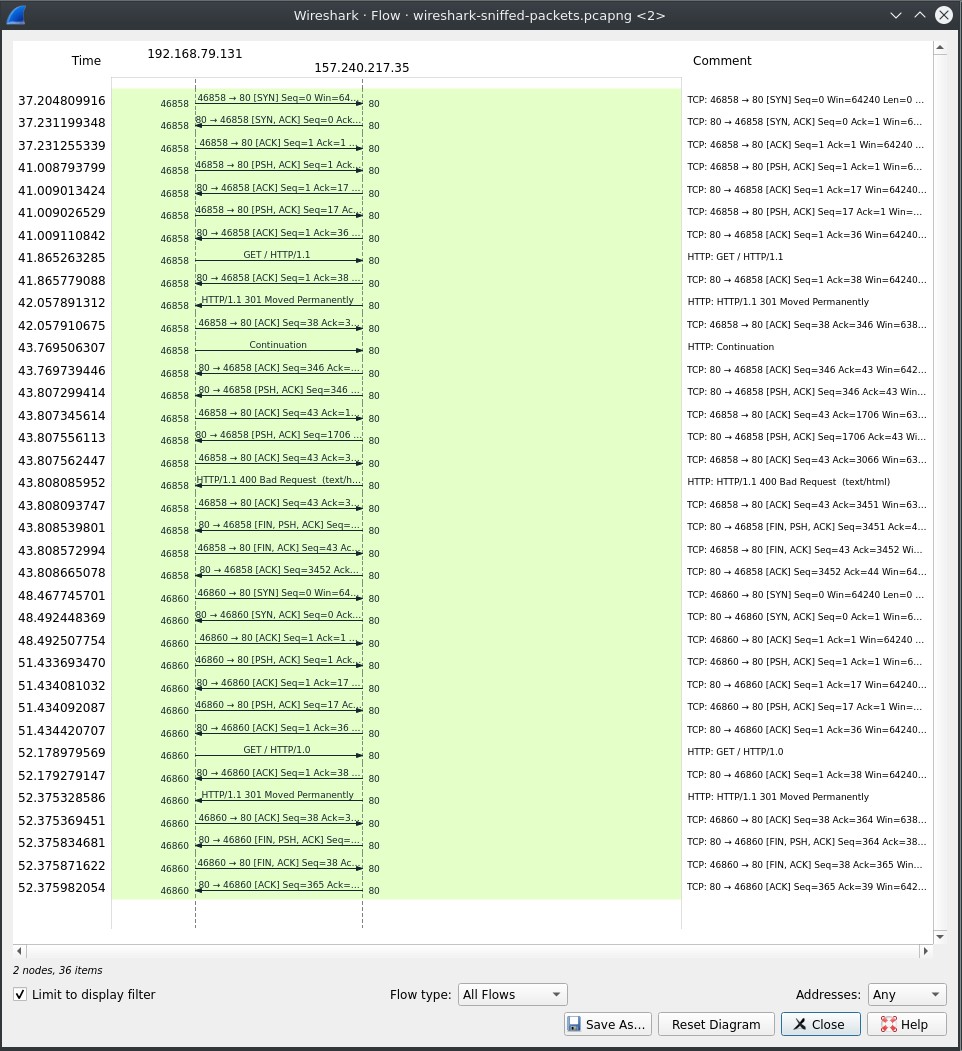 Wireshark · Flow · wireshark-sniffed-packets.pcapng <2>
Time 192.168.79.131 157.240.217.35 Comment
37.204809916 46858 46858 → 80 [SYN] Seq=0 Win=64... 80 TCP: 46858 → 80 [SYN] Seq=0 Win=64240 Len=0 ...
37.231199348 46858 80 → 46858 [SYN, ACK] Seq=0 Ack... 80 TCP: 80 → 46858 [SYN, ACK] Seq=0 Ack=1 Win=6...
37.231255339 46858 46858 → 80 [ACK] Seq=1 Ack=1 ... 80 TCP: 46858 → 80 [ACK] Seq=1 Ack=1 Win=64240 ...
41.008793799 46858 46858 → 80 [PSH, ACK] Seq=1 Ack... 80 TCP: 46858 → 80 [PSH, ACK] Seq=1 Ack=1 Win=6...
41.009013424 46858 80 → 46858 [ACK] Seq=1 Ack=17 ... 80 TCP: 80 → 46858 [ACK] Seq=1 Ack=17 Win=64240...
41.009026529 46858 46858 → 80 [PSH, ACK] Seq=17 Ac... 80 TCP: 46858 → 80 [PSH, ACK] Seq=17 Ack=1 Win=...
41.009110842 46858 80 → 46858 [ACK] Seq=1 Ack=36 ... 80 TCP: 80 → 46858 [ACK] Seq=1 Ack=36 Win=64240...
41.865263285 46858 GET / HTTP/1.1 80 HTTP: GET / HTTP/1.1
41.865779088 46858 80 → 46858 [ACK] Seq=1 Ack=38 ... 80 TCP: 80 → 46858 [ACK] Seq=1 Ack=38 Win=64240...
42.057891312 46858 HTTP/1.1 301 Moved Permanently 80 HTTP: HTTP/1.1 301 Moved Permanently
42.057910675 46858 46858 → 80 [ACK] Seq=38 Ack=3... 80 TCP: 46858 → 80 [ACK] Seq=38 Ack=346 Win=638...
43.769506307 46858 Continuation 80 HTTP: Continuation
43.769739446 46858 80 → 46858 [ACK] Seq=346 Ack=... 80 TCP: 80 → 46858 [ACK] Seq=346 Ack=43 Win=642...
43.807299414 46858 80 → 46858 [PSH, ACK] Seq=346 ... 80 TCP: 80 → 46858 [PSH, ACK] Seq=346 Ack=43 Win...
43.807345614 46858 46858 → 80 [ACK] Seq=43 Ack=1... 80 TCP: 46858 → 80 [ACK] Seq=43 Ack=1706 Win=63...
43.807556113 46858 80 → 46858 [PSH, ACK] Seq=1706 ... 80 TCP: 80 → 46858 [PSH, ACK] Seq=1706 Ack=43 Wi...
43.807562447 46858 46858 → 80 [ACK] Seq=43 Ack=3... 80 TCP: 46858 → 80 [ACK] Seq=43 Ack=3066 Win=63...
43.808085952 46858 HTTP/1.1 400 Bad Request (text/h... 80 HTTP: HTTP/1.1 400 Bad Request (text/html)
43.808093747 46858 46858 → 80 [ACK] Seq=43 Ack=3... 80 TCP: 46858 → 80 [ACK] Seq=43 Ack=3451 Win=63...
43.808539801 46858 80 → 46858 [FIN, PSH, ACK] Seq=... 80 TCP: 80 → 46858 [FIN, PSH, ACK] Seq=3451 Ack=4...
43.808572994 46858 46858 → 80 [FIN, ACK] Seq=43 Ac... 80 TCP: 46858 → 80 [FIN, ACK] Seq=43 Ack=3452 Wi...
43.808665078 46858 80 → 46858 [ACK] Seq=3452 Ack... 80 TCP: 80 → 46858 [ACK] Seq=3452 Ack=44 Win=64...
48.467745701 46860 46860 → 80 [SYN] Seq=0 Win=64... 80 TCP: 46860 → 80 [SYN] Seq=0 Win=64240 Len=0 ...
48.492448369 46860 80 → 46860 [SYN, ACK] Seq=0 Ack... 80 TCP: 80 → 46860 [SYN, ACK] Seq=0 Ack=1 Win=6...
48.492507754 46860 46860 → 80 [ACK] Seq=1 Ack=1 ... 80 TCP: 46860 → 80 [ACK] Seq=1 Ack=1 Win=64240 ...
51.433693470 46860 46860 → 80 [PSH, ACK] Seq=1 Ack... 80 TCP: 46860 → 80 [PSH, ACK] Seq=1 Ack=1 Win=6...
51.434081032 46860 80 → 46860 [ACK] Seq=1 Ack=17 ... 80 TCP: 80 → 46860 [ACK] Seq=1 Ack=17 Win=64240...
51.434092087 46860 46860 → 80 [PSH, ACK] Seq=17 Ac... 80 TCP: 46860 → 80 [PSH, ACK] Seq=17 Ack=1 Win=...
51.434420707 46860 80 → 46860 [ACK] Seq=1 Ack=36 ... 80 TCP: 80 → 46860 [ACK] Seq=1 Ack=36 Win=64240...
52.178979569 46860 GET / HTTP/1.0 80 HTTP: GET / HTTP/1.0
52.179279147 46860 80 → 46860 [ACK] Seq=1 Ack=38 ... 80 TCP: 80 → 46860 [ACK] Seq=1 Ack=38 Win=64240...
52.375328586 46860 HTTP/1.1 301 Moved Permanently 80 HTTP: HTTP/1.1 301 Moved Permanently
52.375369451 46860 46860 → 80 [ACK] Seq=38 Ack=3... 80 TCP: 46860 → 80 [ACK] Seq=38 Ack=364 Win=638...
52.375834681 46860 80 → 46860 [FIN, PSH, ACK] Seq=... 80 TCP: 80 → 46860 [FIN, PSH, ACK] Seq=364 Ack=38...
52.375871622 46860 46860 → 80 [FIN, ACK] Seq=38 Ac... 80 TCP: 46860 → 80 [FIN, ACK] Seq=38 Ack=365 Win...
52.375982054 46860 80 → 46860 [ACK] Seq=365 Ack=... 80 TCP: 80 → 46860 [ACK] Seq=365 Ack=39 Win=642...
2 nodes, 36 items
Limit to display filter Flow type: All Flows Addresses: Any
Save As... Reset Diagram Close Help